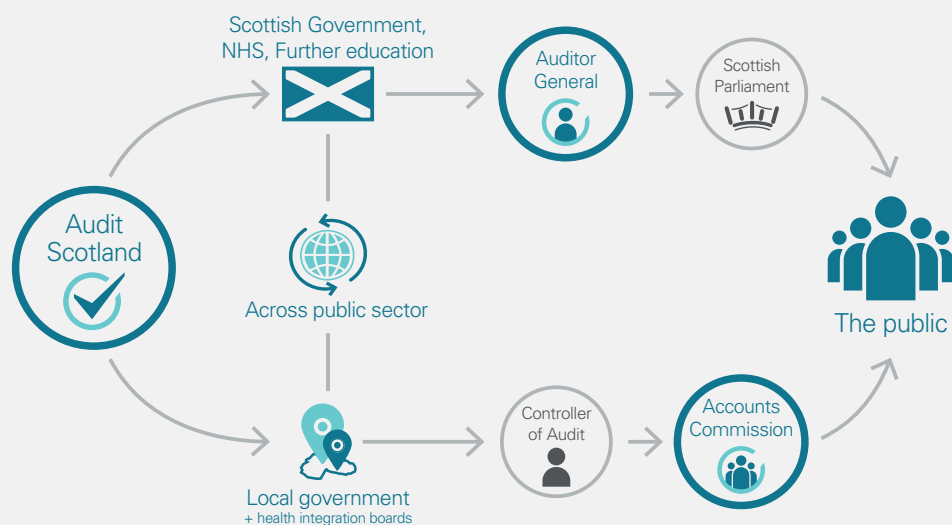 Scottish Government,
NHS, Further education
Auditor
General
Scottish
Parliament
Audit
Scotland
Across public sector
The public
Controller
of Audit
Accounts
Commission
Local government
+ health integration boards